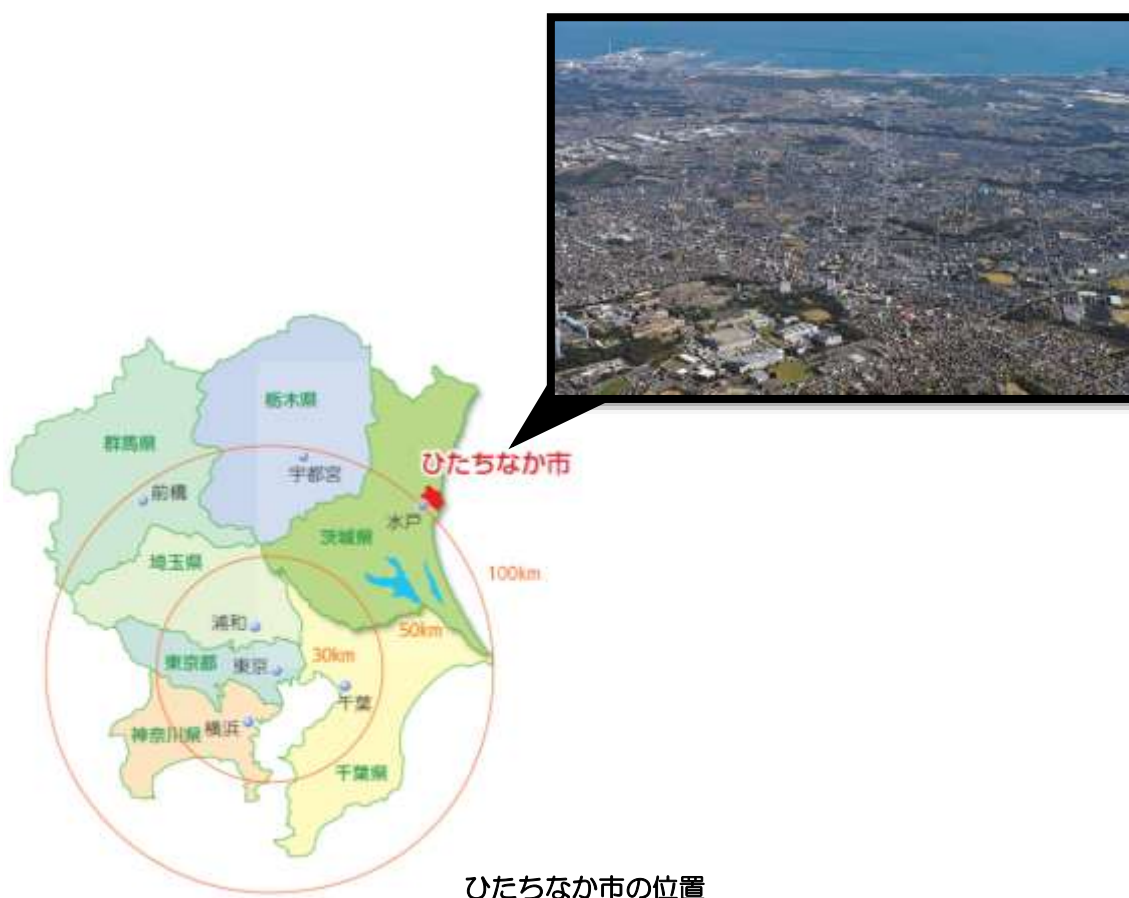 栃木県
群馬県
宇都宮
ひたちなか市
前橋
水戸
茨城県
埼玉県
100km
浦和
50km
東京都
東京
30km
千葉
神奈川県
横浜
千葉県
ひたちなか市の位置